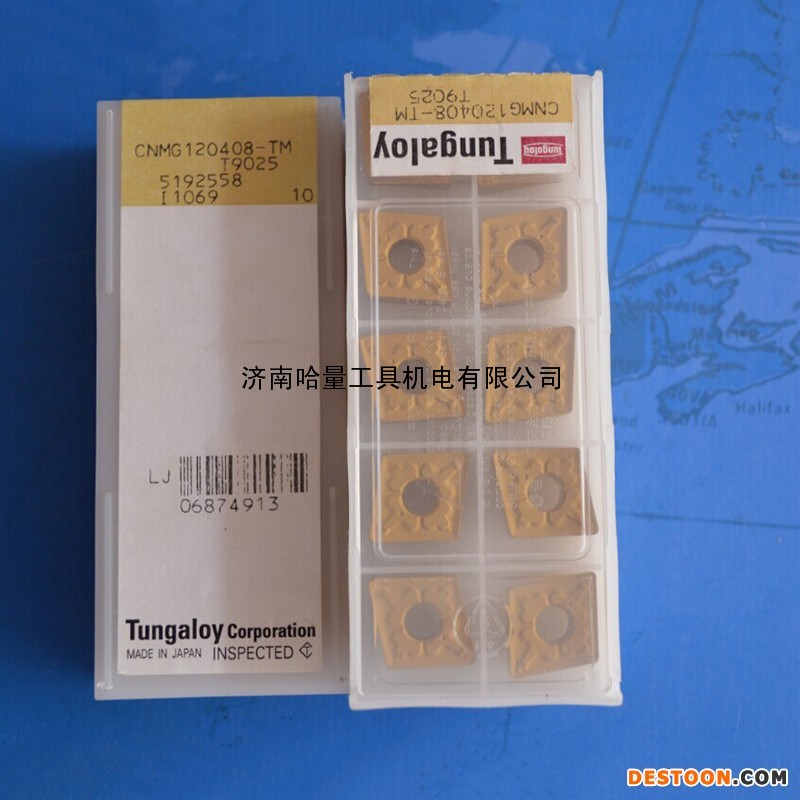 CNMG120408-TM
T9025
5192558
I1069 10
LJ
06874913
Tungaloy Corporation
MADE IN JAPAN INSPECTED
CNMG120408-TM
T9025
Tungaloy
Tungaloy
济南哈量工具机电有限公司
Halifax
DESTOON.COM